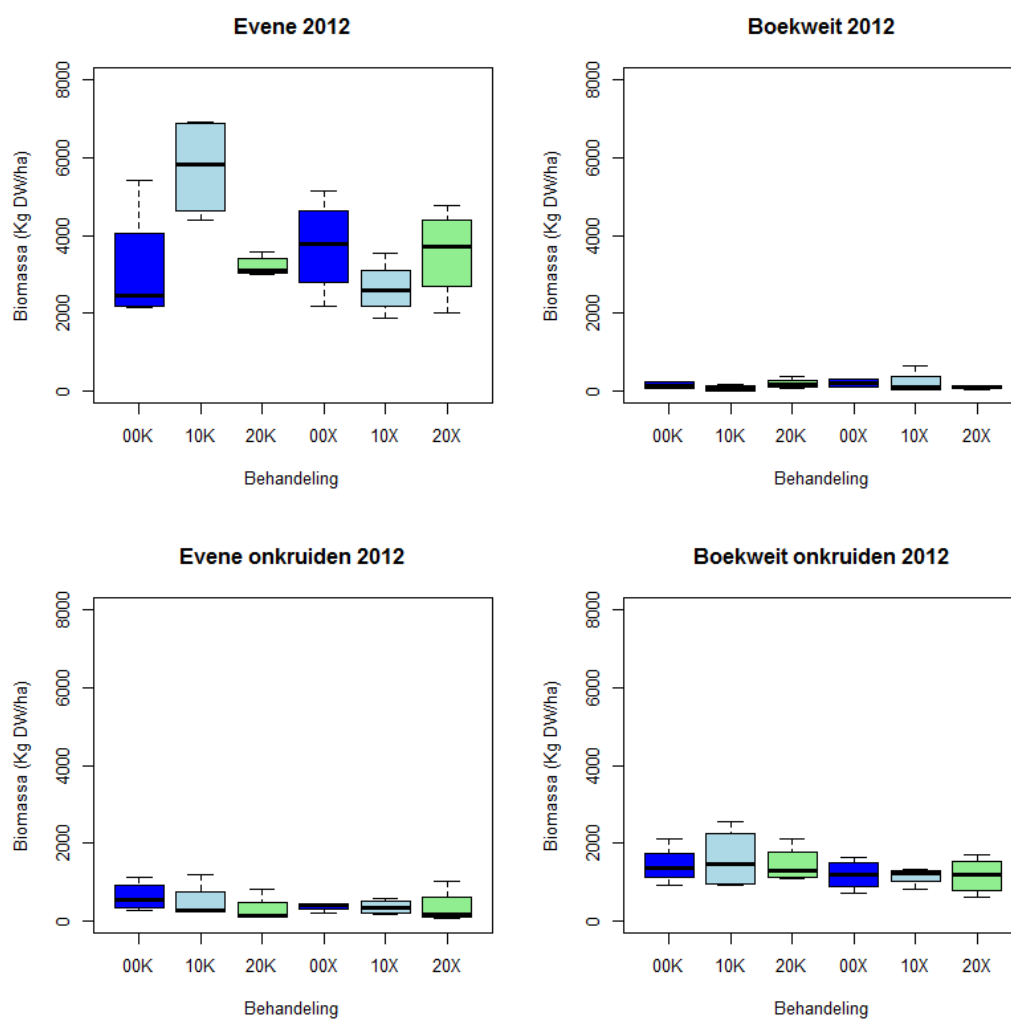 Evene 2012
Biomassa (Kg DW/ha)
8000
6000
4000
2000
0
00K 10K 20K 00X 10X 20X
Behandeling
Boekweit 2012
Biomassa (Kg DW/ha)
8000
6000
4000
2000
0
00K 10K 20K 00X 10X 20X
Behandeling
Evene onkruiden 2012
Biomassa (Kg DW/ha)
8000
6000
4000
2000
0
00K 10K 20K 00X 10X 20X
Behandeling
Boekweit onkruiden 2012
Biomassa (Kg DW/ha)
8000
6000
4000
2000
0
00K 10K 20K 00X 10X 20X
Behandeling